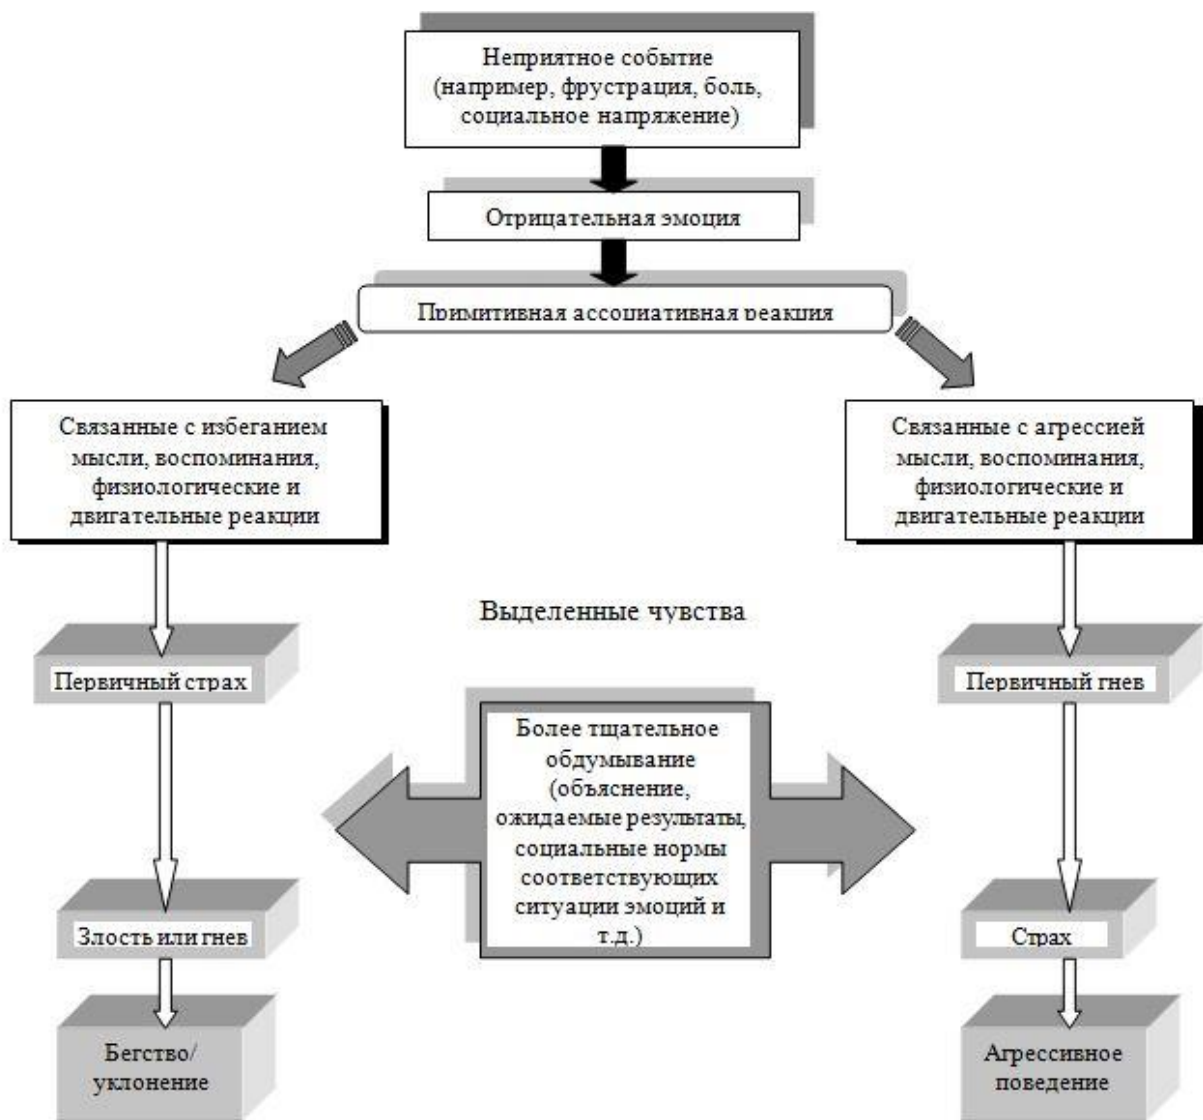 Неприятное событие
(например, фрустрация, боль,
социальное напряжение)
Отрицательная эмоция
Примитивная ассоциативная реакция
Связанные с избеганием
мысли, воспоминания,
физиологические и
двигательные реакции
Связанные с агрессией
мысли, воспоминания,
физиологические и
двигательные реакции
Выделенные чувства
Первичный страх
Первичный гнев
Более тщательное
обдумывание
(объяснение,
ожидаемые результаты,
социальные нормы
соответствующих
ситуации эмоций и
т.д.)
Злость или гнев
Страх
Бегство/
уклонение
Агрессивное
поведение